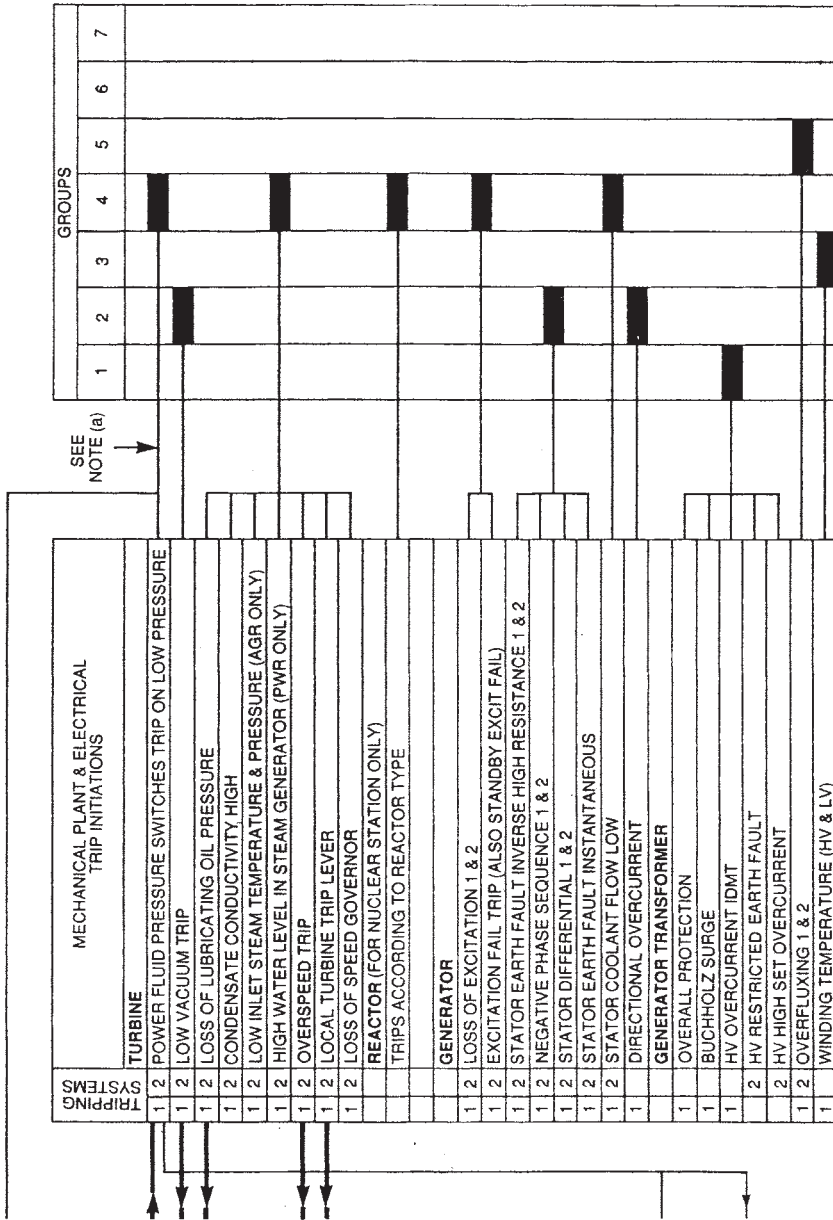 TRIPPING SYSTEMS
MECHANICAL PLANT & ELECTRICAL
TRIP INITIATIONS
SEE
NOTE (a)
GROUPS
1 2 3 4 5 6 7
TURBINE
1 2 POWER FLUID PRESSURE SWITCHES TRIP ON LOW PRESSURE
1 2 LOW VACUUM TRIP
1 2 LOSS OF LUBRICATING OIL PRESSURE
1 2 CONDENSATE CONDUCTIVITY, HIGH
1 2 LOW INLET STEAM TEMPERATURE & PRESSURE (AGR ONLY)
1 2 HIGH WATER LEVEL IN STEAM GENERATOR (PWR ONLY)
1 2 OVERSPEED TRIP
1 2 LOCAL TURBINE TRIP LEVER
1 2 LOSS OF SPEED GOVERNOR
REACTOR (FOR NUCLEAR STATION ONLY)
TRIPS ACCORDING TO REACTOR TYPE
GENERATOR
1 2 LOSS OF EXCITATION 1 & 2
1 2 EXCITATION FAIL TRIP (ALSO STANDBY EXCIT FAIL)
1 2 STATOR EARTH FAULT INVERSE HIGH RESISTANCE 1 & 2
1 2 NEGATIVE PHASE SEQUENCE 1 & 2
1 2 STATOR DIFFERENTIAL 1 & 2
1 2 STATOR EARTH FAULT INSTANTANEOUS
1 2 STATOR COOLANT FLOW LOW
1 2 DIRECTIONAL OVERCURRENT
GENERATOR TRANSFORMER
1 OVERALL PROTECTION
1 BUCHHOLZ SURGE
1 HV OVERCURRENT IDMT
2 HV RESTRICTED EARTH FAULT
2 HV HIGH SET OVERCURRENT
1 2 OVERFLUXING 1 & 2
1 WINDING TEMPERATURE (HV & LV)